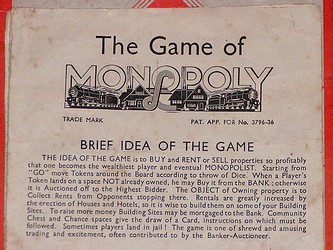 The Game of
MONOPOLY
TRADE MARK PAT. APP. FOR No. 3796-36
BRIEF IDEA OF THE GAME
THE IDEA OF THE GAME is to BUY and RENT or SELL properties so profitably
that one becomes the wealthiest player and eventual MONOPOLIST. Starting from
"GO" move Tokens around the Board according to throw of Dice. When a Player's
Token lands on a space NOT already owned, he may Buy it from the BANK; otherwise
it is Auctioned off to the Highest Bidder. The OBJECT of Owning property is to
Collect Rents from Opponents stopping there. Rentals are greatly increased by
the erection of Houses and Hotels, so it is wise to build them on some of your Building
Sites. To raise more money Building Sites may be mortgaged to the Bank. Community
Chest and Chance spaces give the draw of a Card, instructions on which must be
followed. Sometimes players land in jail! The game is one of shrewd and amusing
trading and excitement, often contributed by the Banker-Auctioneer.